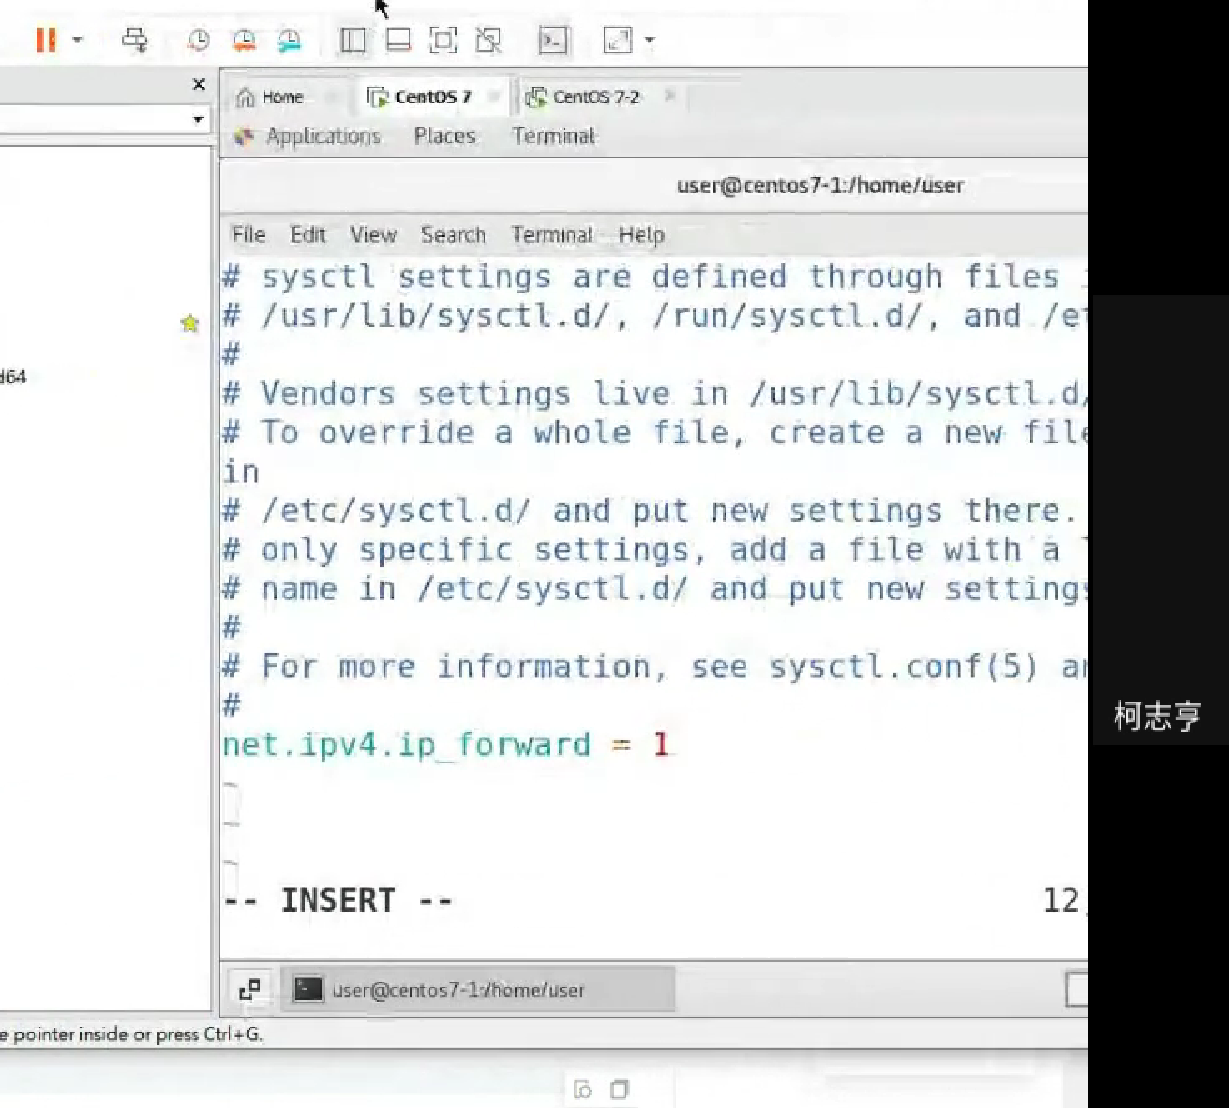 Home
CentOS 7
CentOS 7-2
Applications Places Terminal
user@centos7-1:/home/user
File Edit View Search Terminal Help
# sysctl settings are defined through files
# /usr/lib/sysctl.d/, /run/sysctl.d/, and /e
#
d64
# Vendors settings live in /usr/lib/sysctl.d/
# To override a whole file, create a new file
in
# /etc/sysctl.d/ and put new settings there.
# only specific settings, add a file with a
# name in /etc/sysctl.d/ and put new settings
#
# For more information, see sysctl.conf(5) a
#
柯志亨
net.ipv4.ip_forward = 1
-- INSERT -- 12
user@centos7-1:/home/user
e pointer inside or press Ctrl+G.